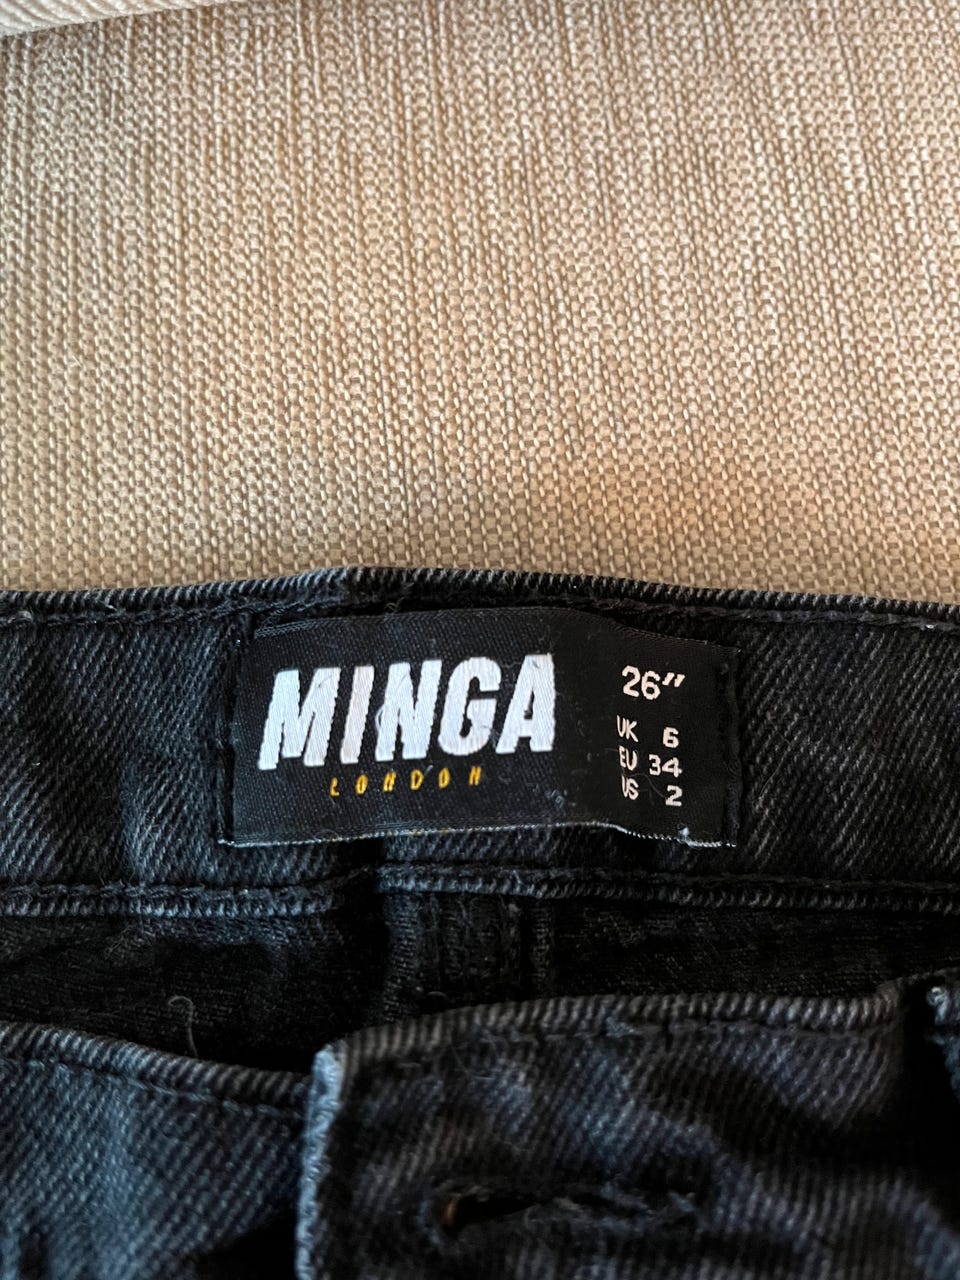 MINGA
LONDON
26”
UK 6
EU 34
US 2